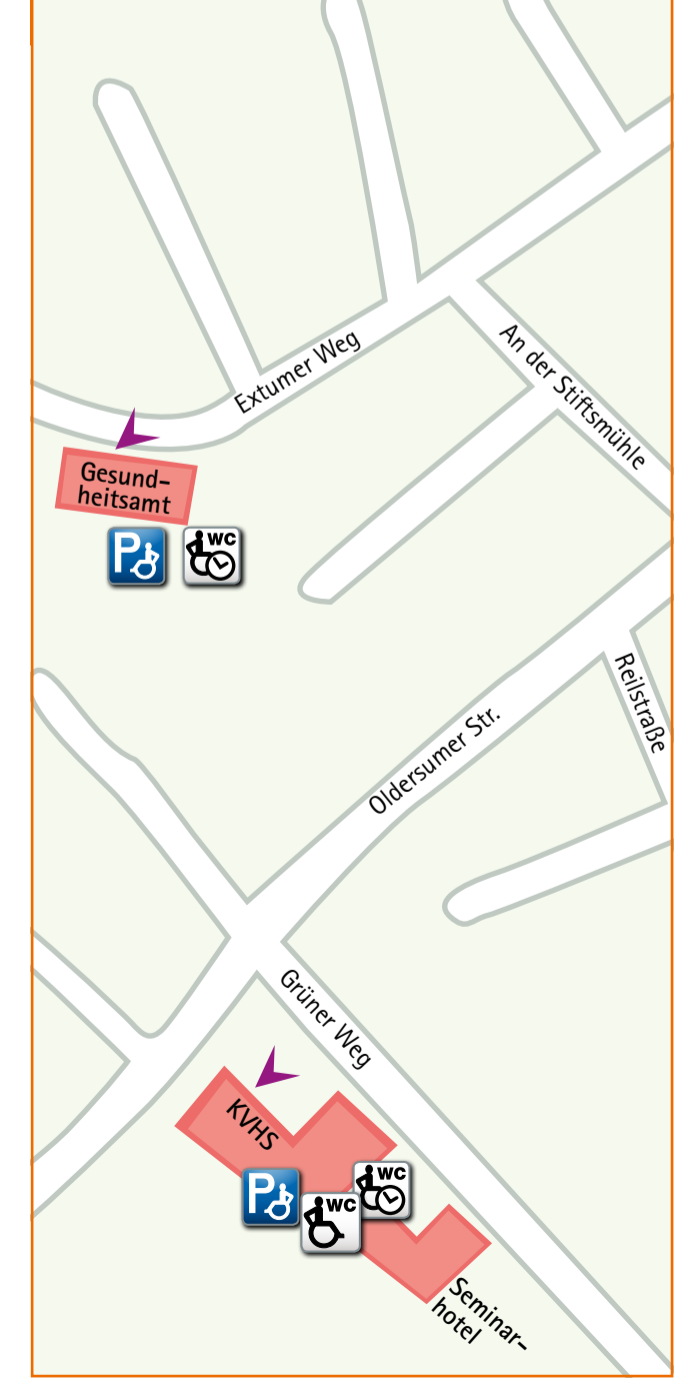 Extumer Weg
An der Stiftsmühle
Gesund-
heitsamt
P
WC
Reilstraße
Oldersumer Str.
Grüner Weg
KVHS
P
WC
WC
Seminar-
hotel